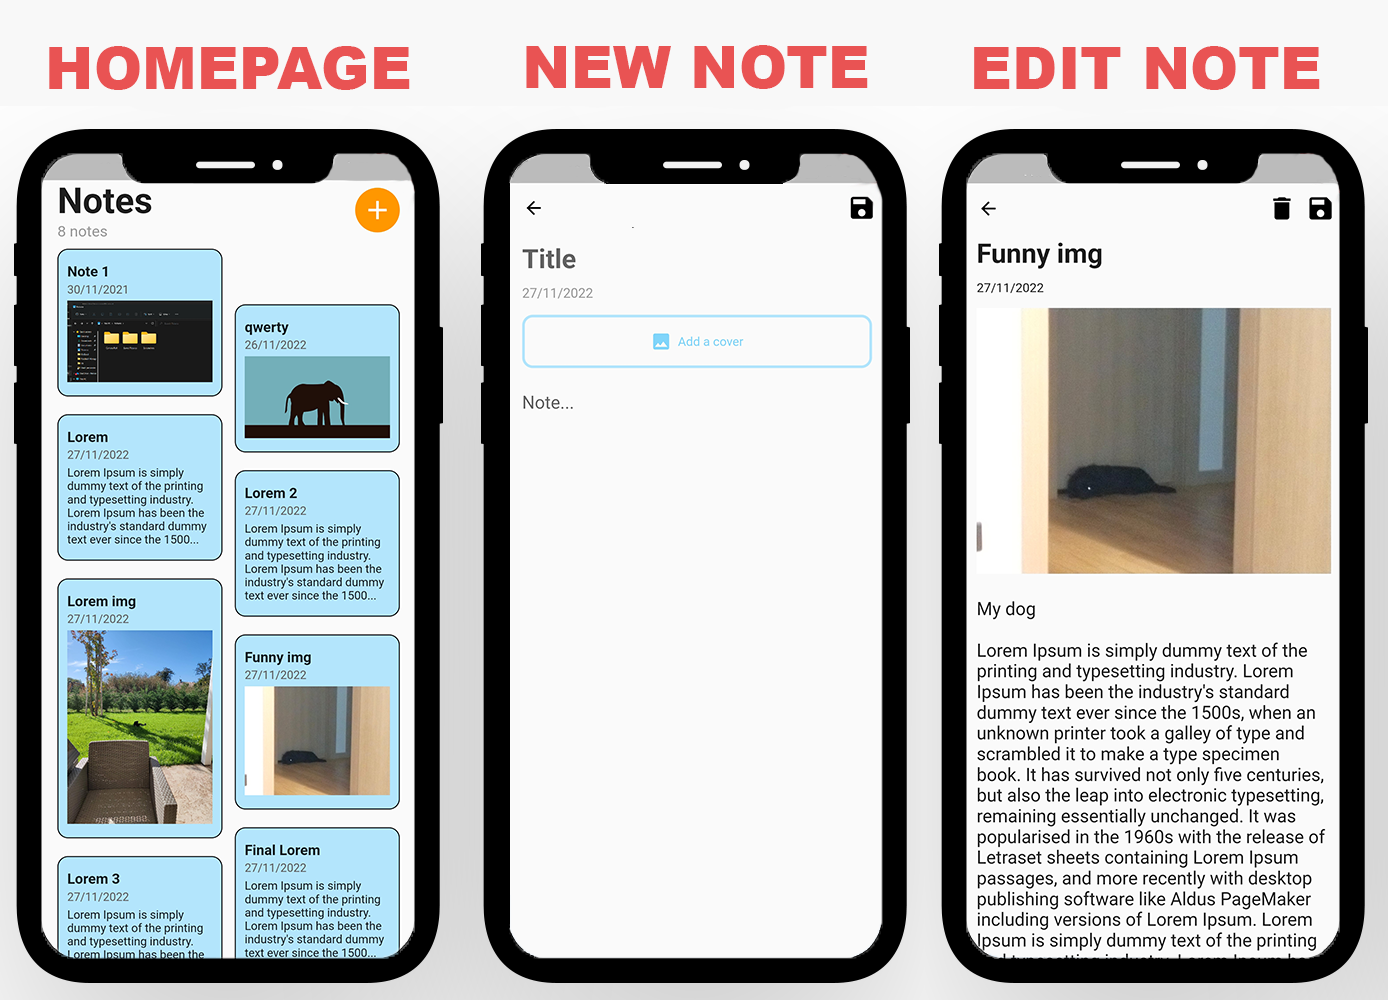 HOMEPAGE
NEW NOTE
EDIT NOTE
Notes
8 notes
Note 1
30/11/2021
Lorem
27/11/2022
Lorem Ipsum is simply
dummy text of the printing
and typesetting industry.
Lorem Ipsum has been the
industry's standard dummy
text ever since the 1500...
Lorem img
27/11/2022
Lorem 3
27/11/2022
Lorem Ipsum is simply
dummy text of the printing
and typesetting industry.
Lorem Ipsum has been the
qwerty
26/11/2022
Lorem 2
27/11/2022
Lorem Ipsum is simply
dummy text of the printing
and typesetting industry.
Lorem Ipsum has been the
industry's standard dummy
text ever since the 1500...
Funny img
27/11/2022
Final Lorem
27/11/2022
Lorem Ipsum is simply
dummy text of the printing
and typesetting industry.
Lorem Ipsum has been the
industry's standard dummy
text ever since the 1500...
Title
27/11/2022
Add a cover
Note...
Funny img
27/11/2022
My dog
Lorem Ipsum is simply dummy text of the
printing and typesetting industry. Lorem
Ipsum has been the industry's standard
dummy text ever since the 1500s, when an
unknown printer took a galley of type and
scrambled it to make a type specimen
book. It has survived not only five centuries,
but also the leap into electronic typesetting,
remaining essentially unchanged. It was
popularised in the 1960s with the release of
Letraset sheets containing Lorem Ipsum
passages, and more recently with desktop
publishing software like Aldus PageMaker
including versions of Lorem Ipsum. Lorem
Ipsum is simply dummy text of the printing